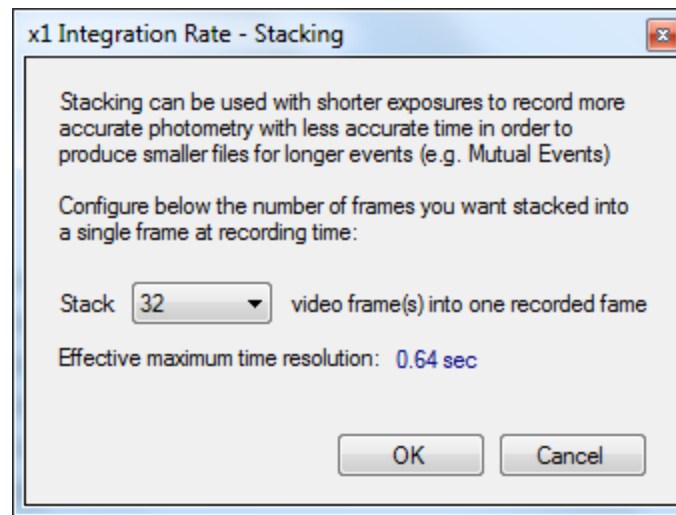 x1 Integration Rate - Stacking
Stacking can be used with shorter exposures to record more
accurate photometry with less accurate time in order to
produce smaller files for longer events (e.g. Mutual Events)
Configure below the number of frames you want stacked into
a single frame at recording time:
Stack 32 video frame(s) into one recorded fame
Effective maximum time resolution: 0.64 sec
OK Cancel